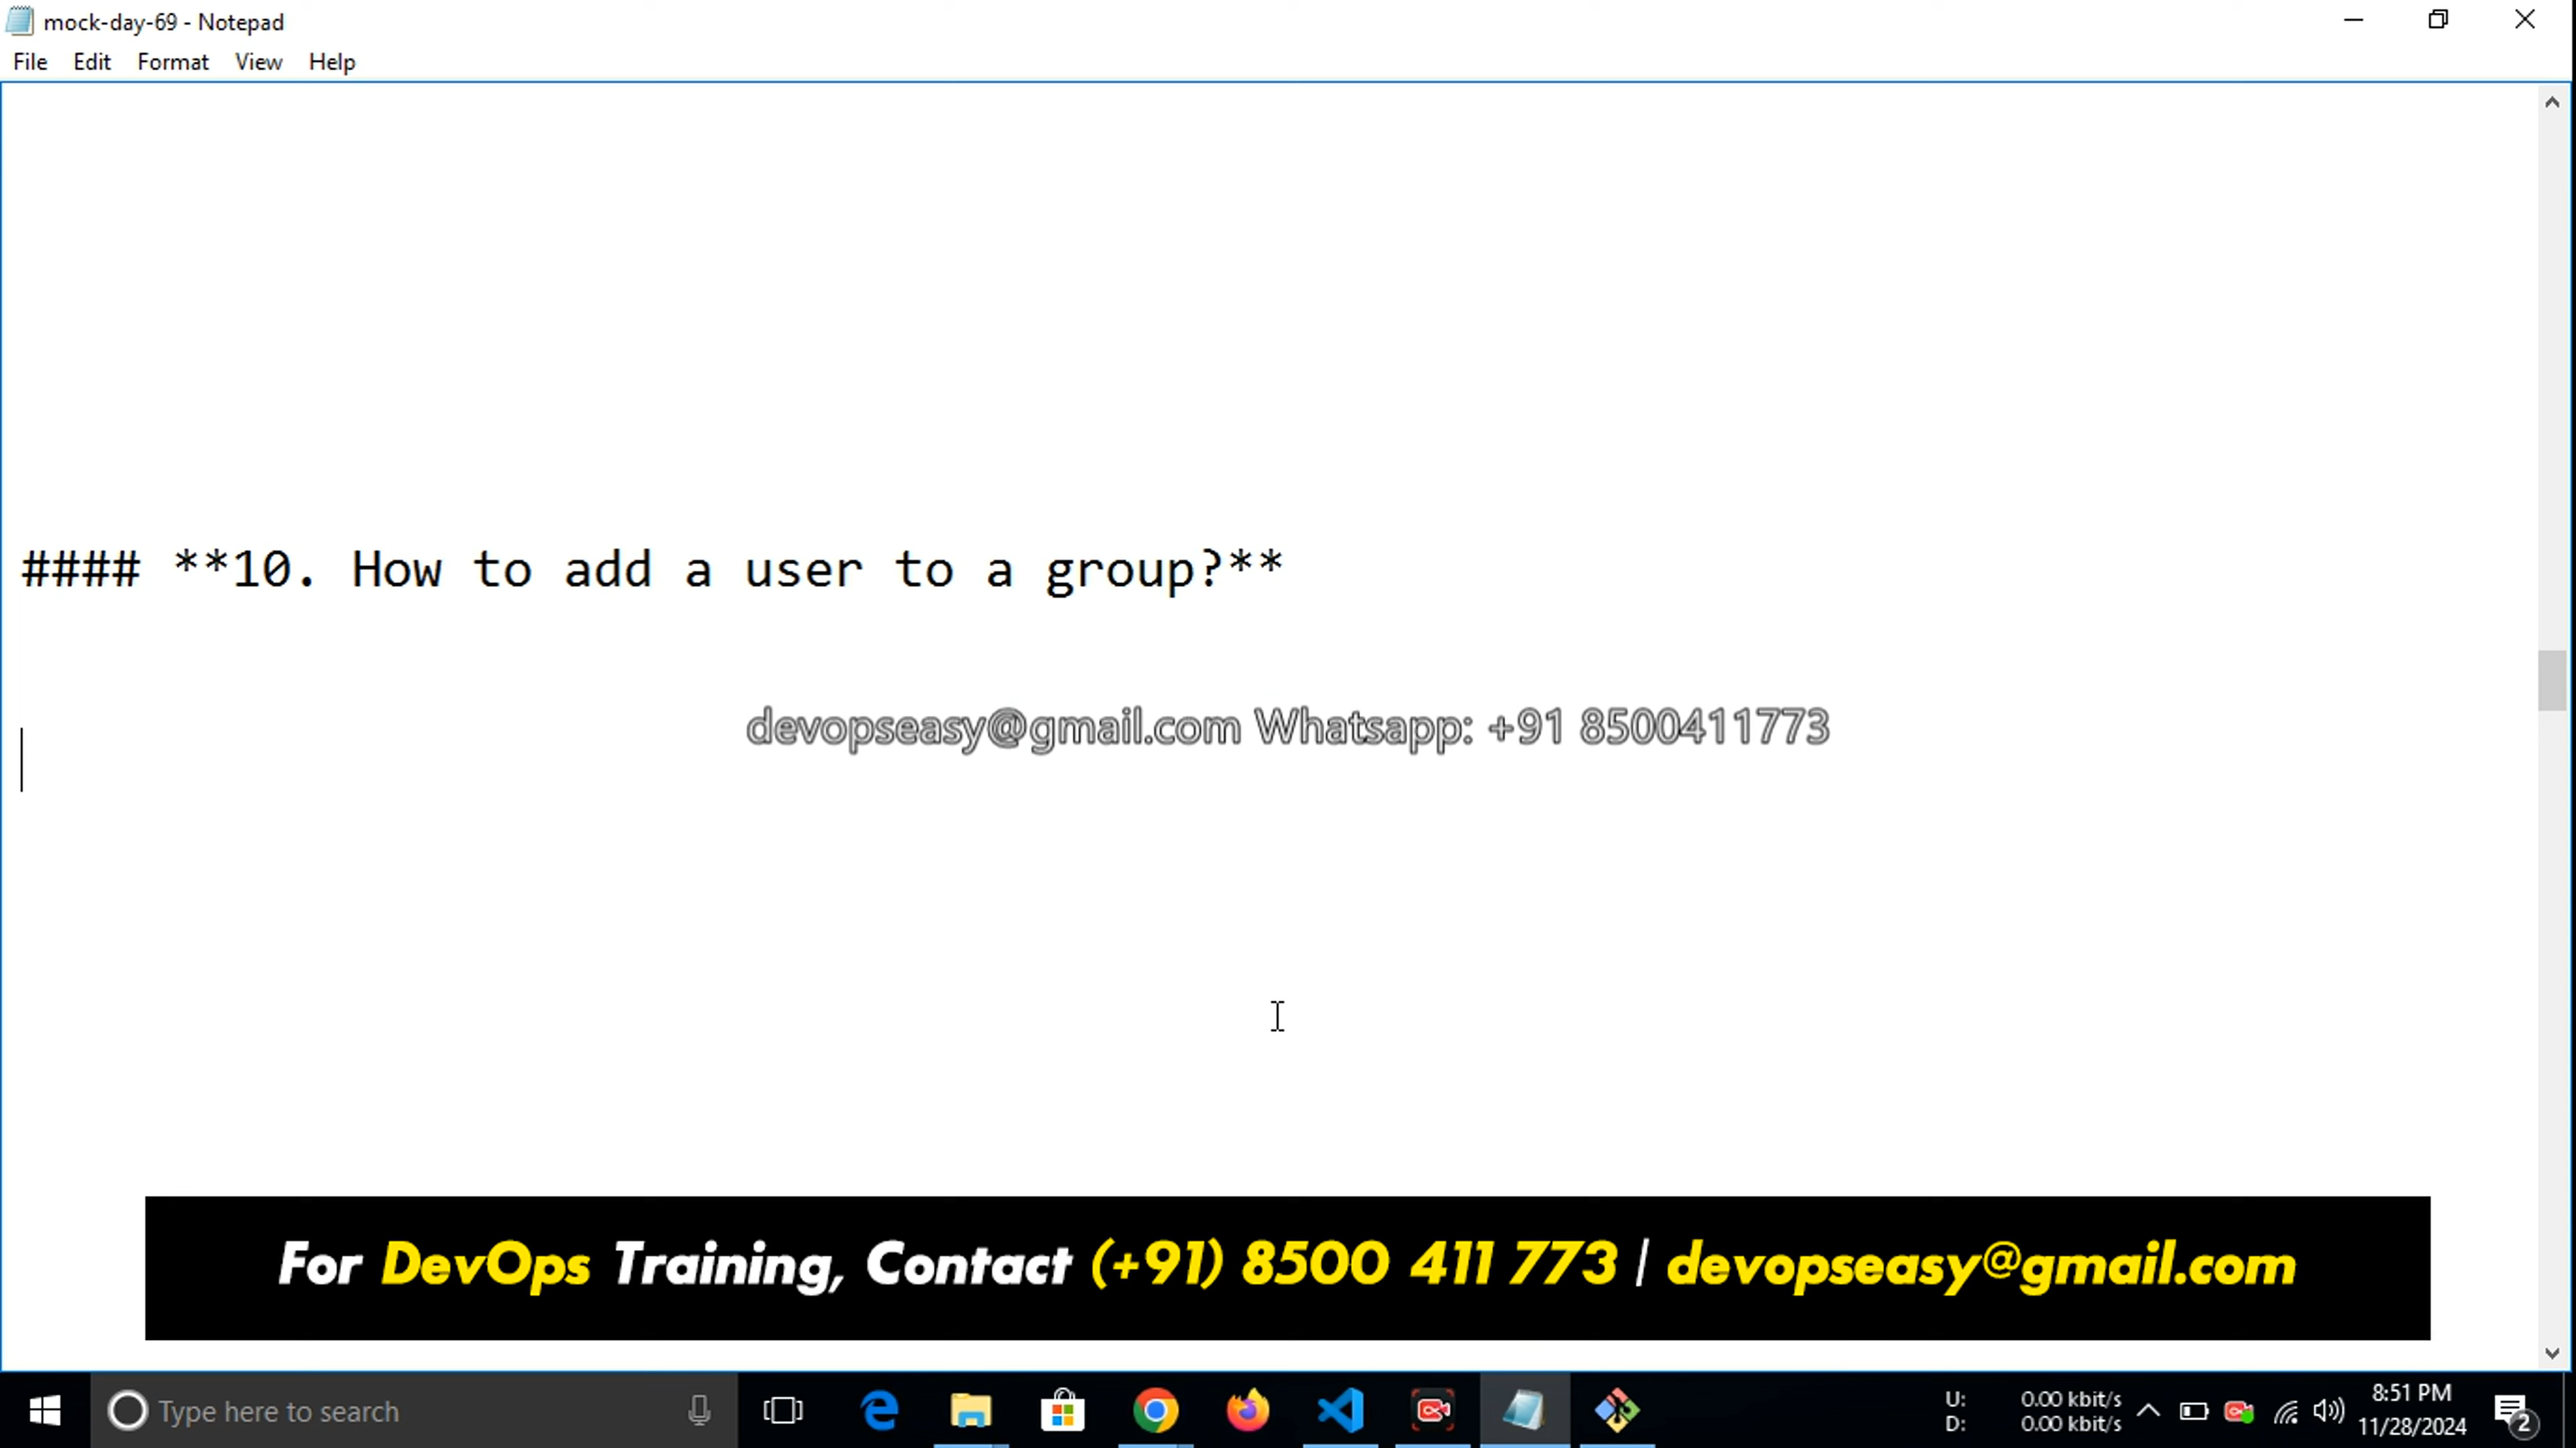 mock-day-69 - Notepad
File Edit Format View Help
#### **10. How to add a user to a group?**
devopseasy@gmail.com Whatsapp: +91 8500411773
For DevOps Training, Contact (+91) 8500 411 773 | devopseasy@gmail.com
Type here to search
U: 0.00 kbit/s
D: 0.00 kbit/s
8:51 PM
11/28/2024
2